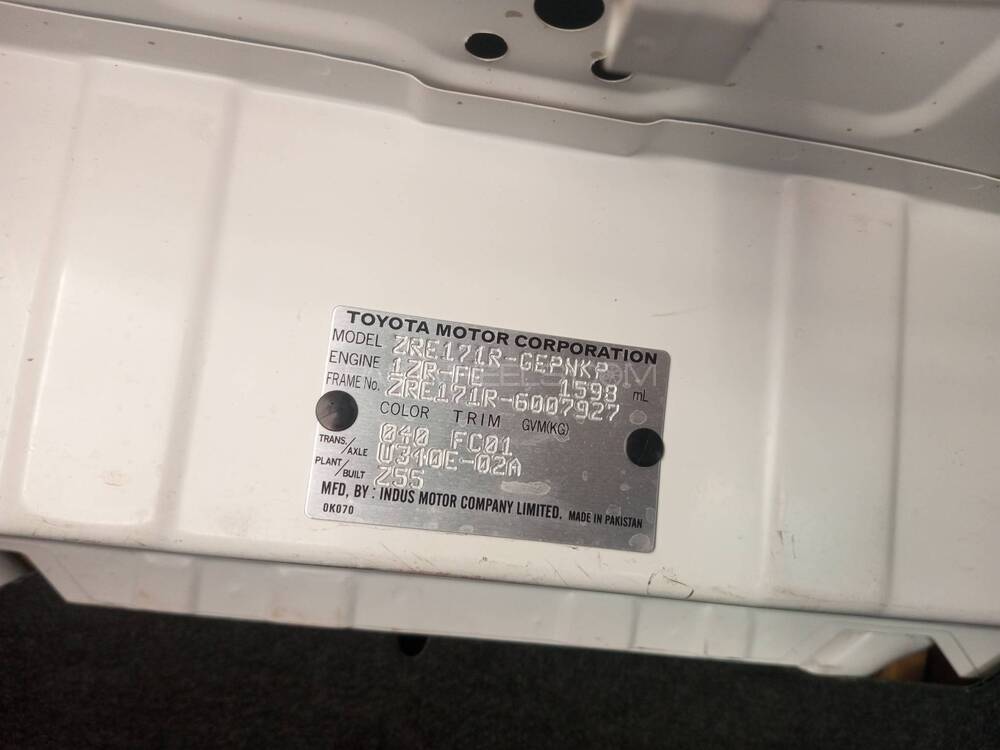 TOYOTA MOTOR CORPORATION
MODEL ZRE171R-GEPNKP
ENGINE 1ZR-FE 1598 mL
FRAME No. ZRE171R-6007927
COLOR TRIM GVM(KG)
040 FC01
TRANS./AXLE U340E-02A
PLANT/BUILT Z55
MFD, BY : INDUS MOTOR COMPANY LIMITED. MADE IN PAKISTAN
0K070